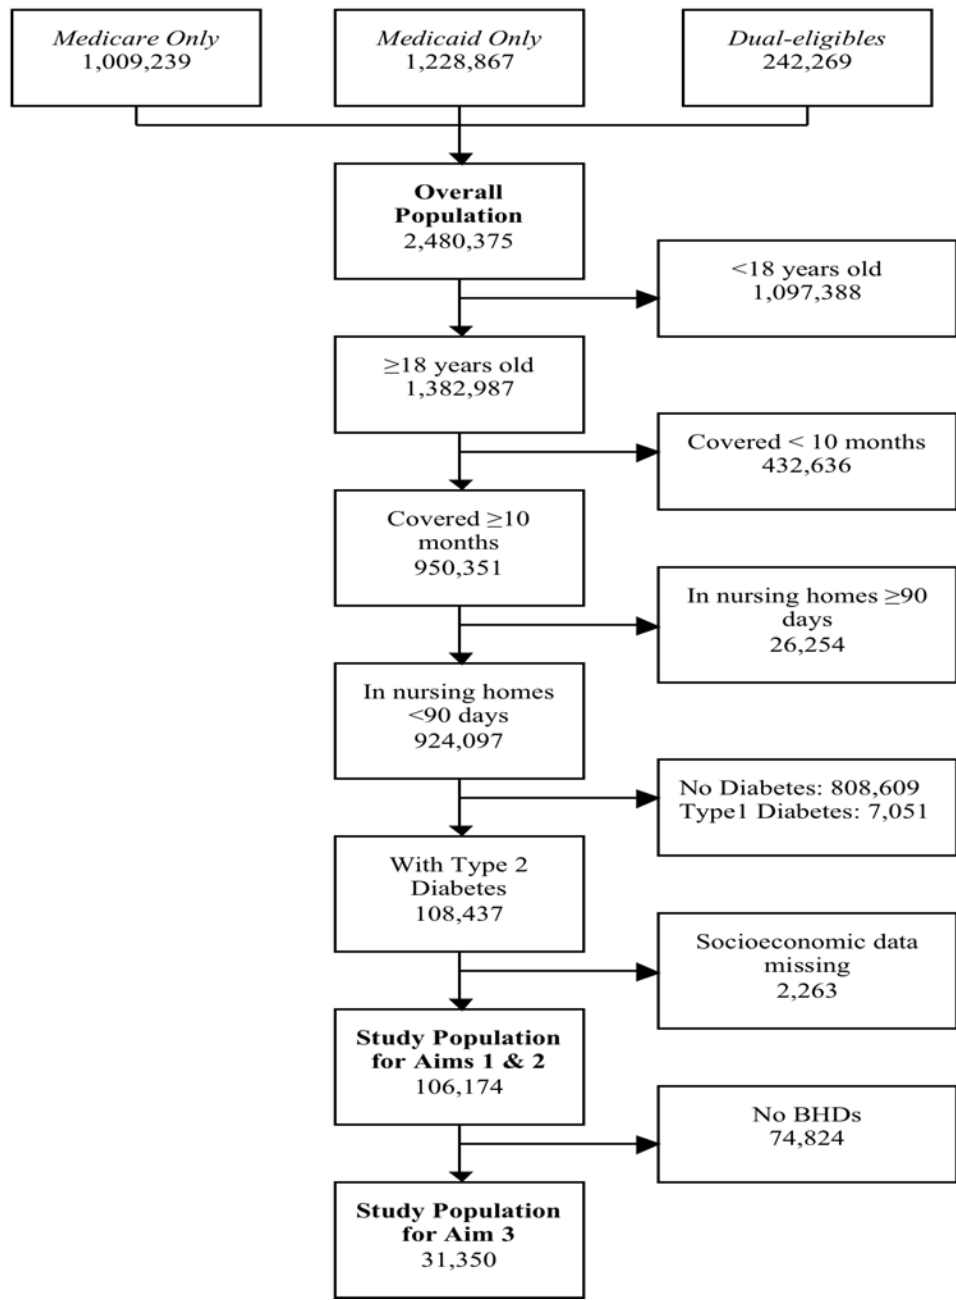 Medicare Only
1,009,239
Medicaid Only
1,228,867
Dual-eligibles
242,269
Overall
Population
2,480,375
<18 years old
1,097,388
≥18 years old
1,382,987
Covered < 10 months
432,636
Covered ≥10
months
950,351
In nursing homes ≥90
days
26,254
In nursing homes
<90 days
924,097
No Diabetes: 808,609
Type1 Diabetes: 7,051
With Type 2
Diabetes
108,437
Socioeconomic data
missing
2,263
Study Population
for Aims 1 & 2
106,174
No BHDs
74,824
Study Population
for Aim 3
31,350